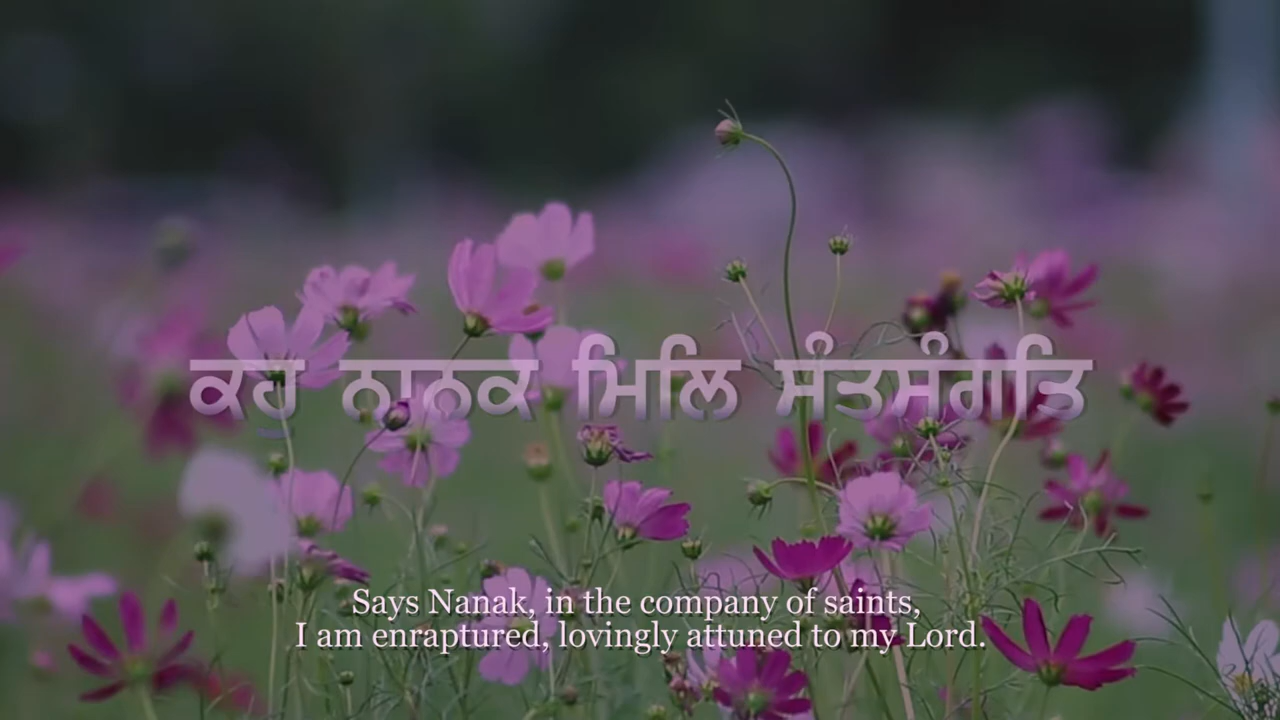 ਕਹੁ ਨਾਨਕ ਮਿਲਿ ਸੰਤਸੰਗਤਿ
Says Nanak, in the company of saints,
I am enraptured, lovingly attuned to my Lord.